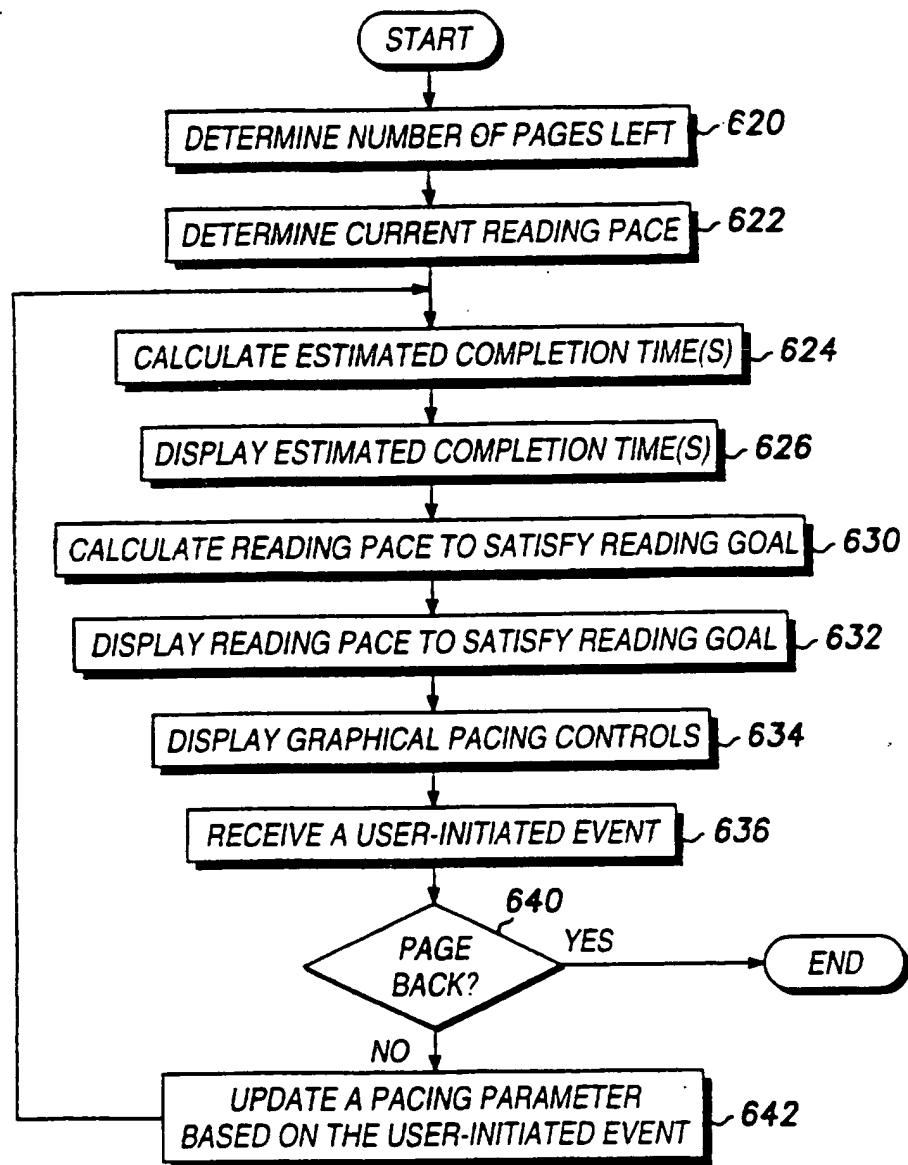 START
DETERMINE NUMBER OF PAGES LEFT 620
DETERMINE CURRENT READING PACE 622
CALCULATE ESTIMATED COMPLETION TIME(S) 624
DISPLAY ESTIMATED COMPLETION TIME(S) 626
CALCULATE READING PACE TO SATISFY READING GOAL 630
DISPLAY READING PACE TO SATISFY READING GOAL 632
DISPLAY GRAPHICAL PACING CONTROLS 634
RECEIVE A USER-INITIATED EVENT 636
640
PAGE
BACK?
YES
END
NO
UPDATE A PACING PARAMETER
BASED ON THE USER-INITIATED EVENT 642